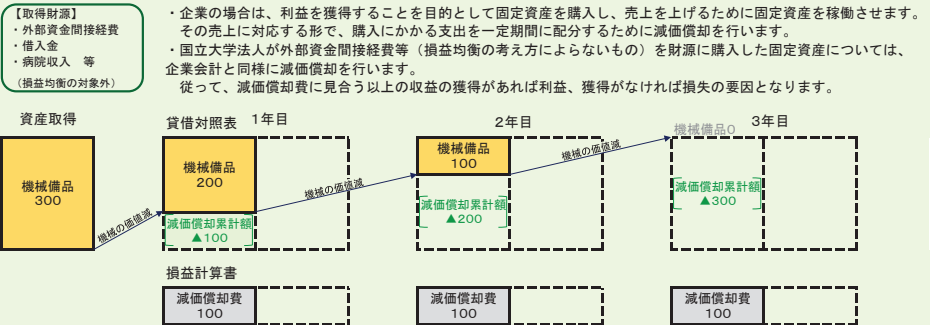 【取得財源】
・外部資金間接経費
・借入金
・病院収入　等
（損益均衡の対象外）
・企業の場合は、利益を獲得することを目的として固定資産を購入し、売上を上げるために固定資産を稼働させます。
その売上に対応する形で、購入にかかる支出を一定期間に配分するために減価償却を行います。
・国立大学法人が外部資金間接経費等（損益均衡の考え方によらないもの）を財源に購入した固定資産については、
企業会計と同様に減価償却を行います。
従って、減価償却費に見合う以上の収益の獲得があれば利益、獲得がなければ損失の要因となります。
資産取得
貸借対照表
1年目
2年目
3年目
機械備品
300
機械の価値減
機械備品
200
減価償却累計額
▲100
機械の価値減
機械備品
100
減価償却累計額
▲200
機械の価値減
機械備品0
減価償却累計額
▲300
損益計算書
減価償却費
100
減価償却費
100
減価償却費
100